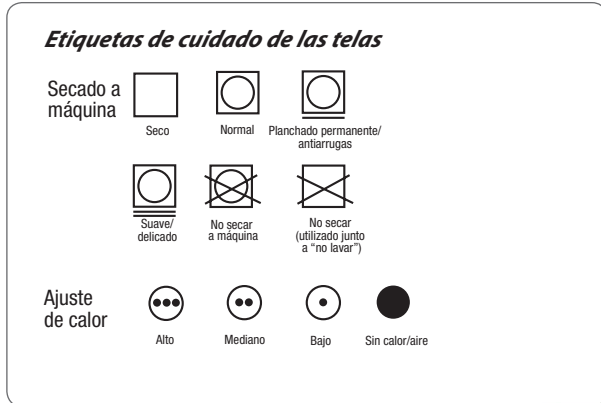 Etiquetas de cuidado de las telas
Secado a
máquina
Seco
Normal
Planchado permanente/
antiarrugas
Suave/
delicado
No secar
a máquina
No secar
(utilizado junto
a “no lavar”)
Ajuste
de calor
Alto
Mediano
Bajo
Sin calor/aire